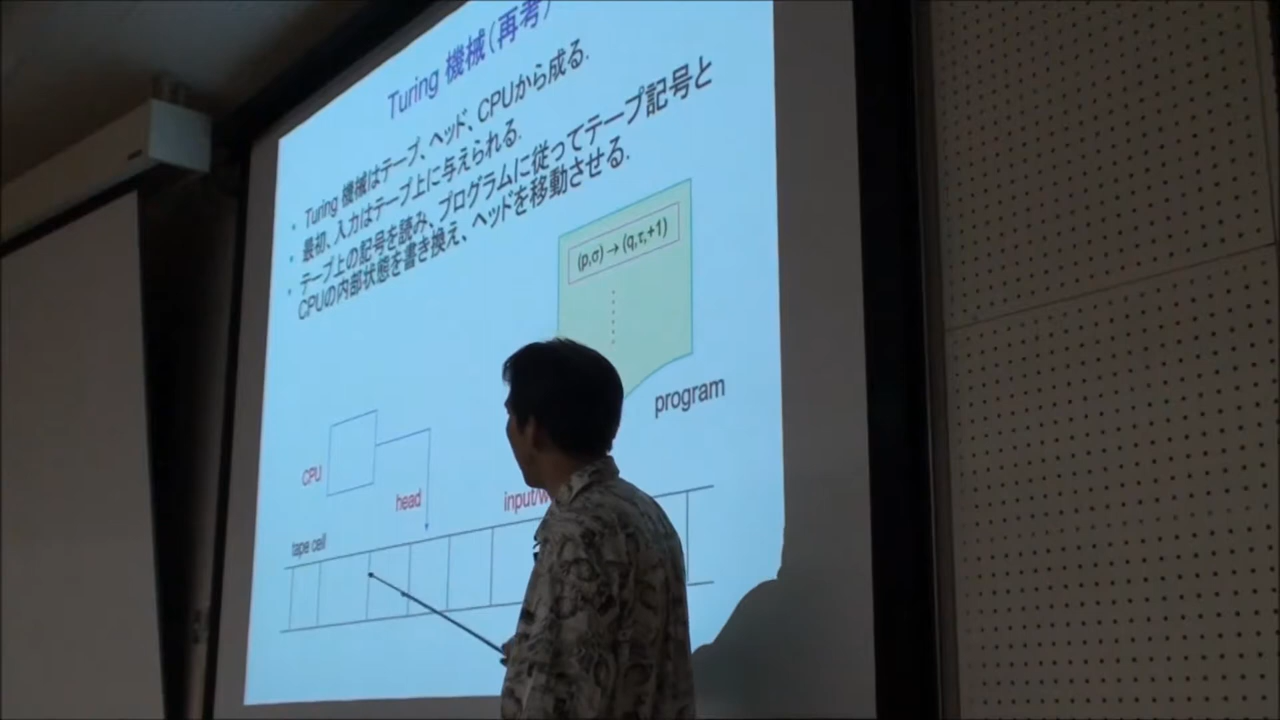 Turing 機械(再考)
• Turing 機械はテープ、ヘッド、CPUから成る.
• 最初、入力はテープ上に与えられる.
• テープ上の記号を読み、プログラムに従ってテープ記号と
CPUの内部状態を書き換え、ヘッドを移動させる.
(p,σ) → (q,τ,+1)
program
CPU
head
input/w
tape cell